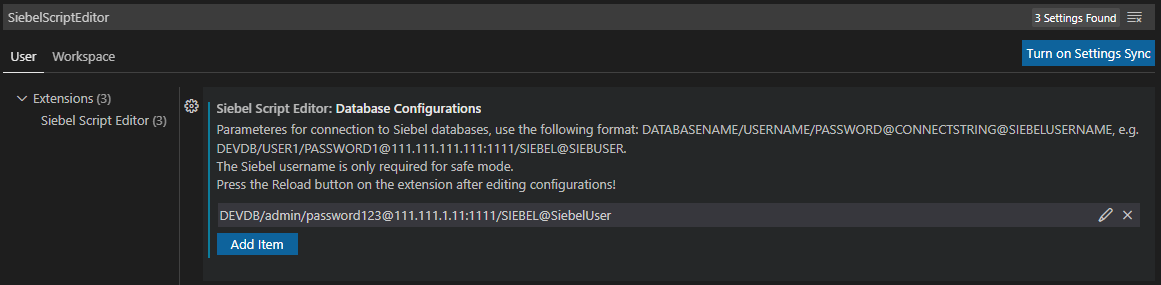 SiebelScriptEditor
3 Settings Found
User
Workspace
Turn on Settings Sync
Extensions (3)
Siebel Script Editor (3)
Siebel Script Editor: Database Configurations
Parameteres for connection to Siebel databases, use the following format: DATABASENAME/USERNAME/PASSWORD@CONNECTSTRING@SIEBELUSERNAME, e.g.
DEVDB/USER1/PASSWORD1@111.111.111.111:1111/SIEBEL@SIEBUSER.
The Siebel username is only required for safe mode.
Press the Reload button on the extension after editing configurations!
DEVDB/admin/password123@111.111.1.11:1111/SIEBEL@SiebelUser
Add Item